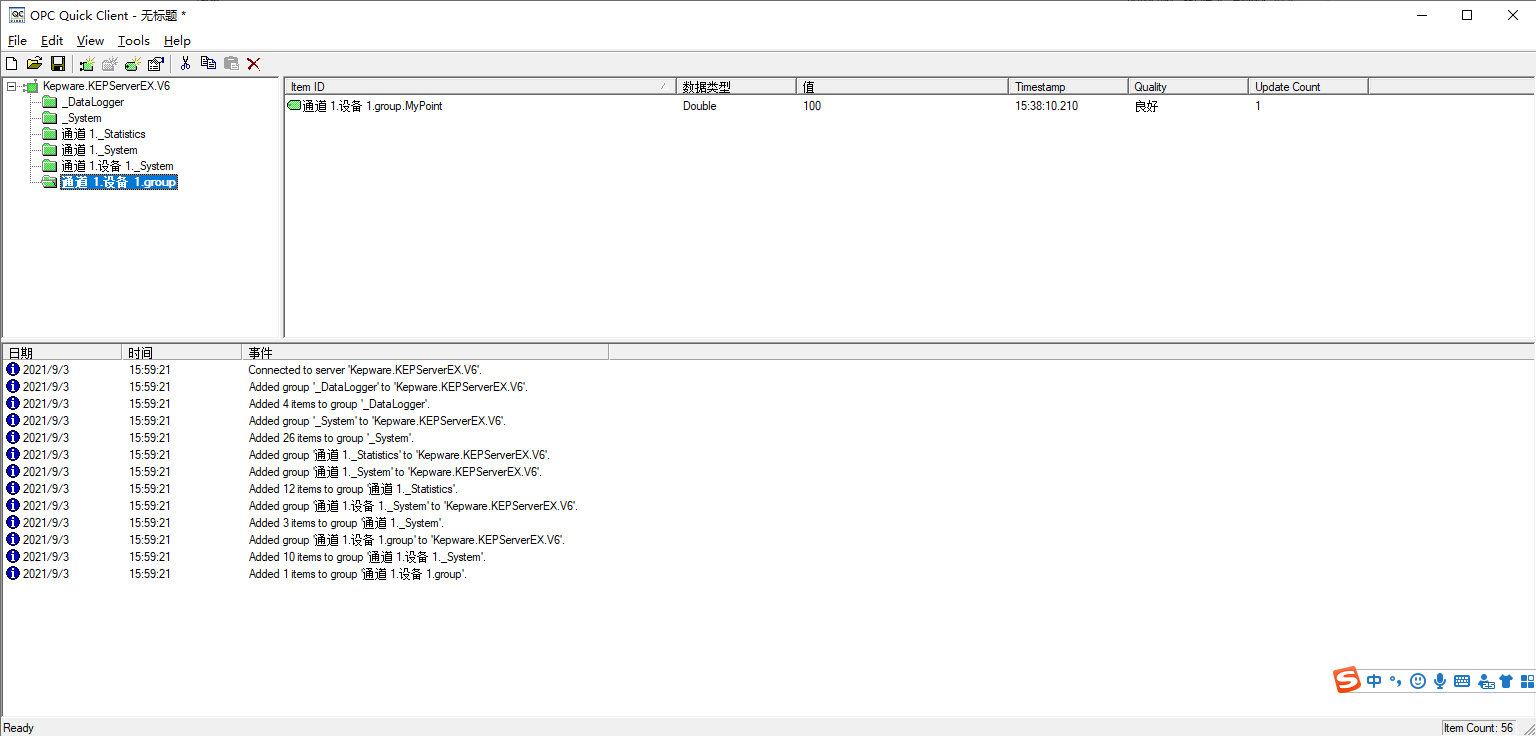 OPC Quick Client - 无标题 *
File Edit View Tools Help
Kepware.KEPServerEX.V6
_DataLogger
_System
通道 1._Statistics
通道 1._System
通道 1.设备 1._System
通道 1.设备 1.group
Item ID 数据类型 值 Timestamp Quality Update Count
通道 1.设备 1.group.MyPoint Double 100 15:38:10.210 良好 1
日期 时间 事件
2021/9/3 15:59:21 Connected to server 'Kepware.KEPServerEX.V6'.
2021/9/3 15:59:21 Added group '_DataLogger' to 'Kepware.KEPServerEX.V6'.
2021/9/3 15:59:21 Added 4 items to group '_DataLogger'.
2021/9/3 15:59:21 Added group '_System' to 'Kepware.KEPServerEX.V6'.
2021/9/3 15:59:21 Added 26 items to group '_System'.
2021/9/3 15:59:21 Added group '通道 1._Statistics' to 'Kepware.KEPServerEX.V6'.
2021/9/3 15:59:21 Added group '通道 1._System' to 'Kepware.KEPServerEX.V6'.
2021/9/3 15:59:21 Added 12 items to group '通道 1._Statistics'.
2021/9/3 15:59:21 Added group '通道 1.设备 1._System' to 'Kepware.KEPServerEX.V6'.
2021/9/3 15:59:21 Added 3 items to group '通道 1._System'.
2021/9/3 15:59:21 Added group '通道 1.设备 1.group' to 'Kepware.KEPServerEX.V6'.
2021/9/3 15:59:21 Added 10 items to group '通道 1.设备 1._System'.
2021/9/3 15:59:21 Added 1 items to group '通道 1.设备 1.group'.
中
Ready Item Count: 56